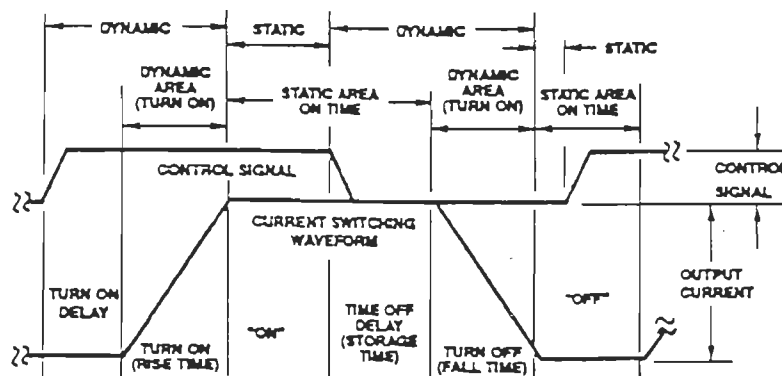 DYNAMIC
STATIC
DYNAMIC
STATIC
DYNAMIC
AREA
(TURN ON)
STATIC AREA
ON TIME
DYNAMIC
AREA
(TURN ON)
STATIC AREA
ON TIME
CONTROL SIGNAL
CONTROL
SIGNAL
CURRENT SWITCHING
WAVEFORM
TURN ON
DELAY
TURN ON
(RISE TIME)
"ON"
TIME OFF
DELAY
(STORAGE
TIME)
TURN OFF
(FALL TIME)
"OFF"
OUTPUT
CURRENT